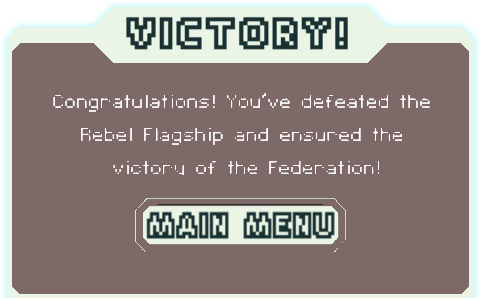 VICTORY!
Congratulations! You've defeated the
Rebel Flagship and ensured the
victory of the Federation!
MAIN MENU